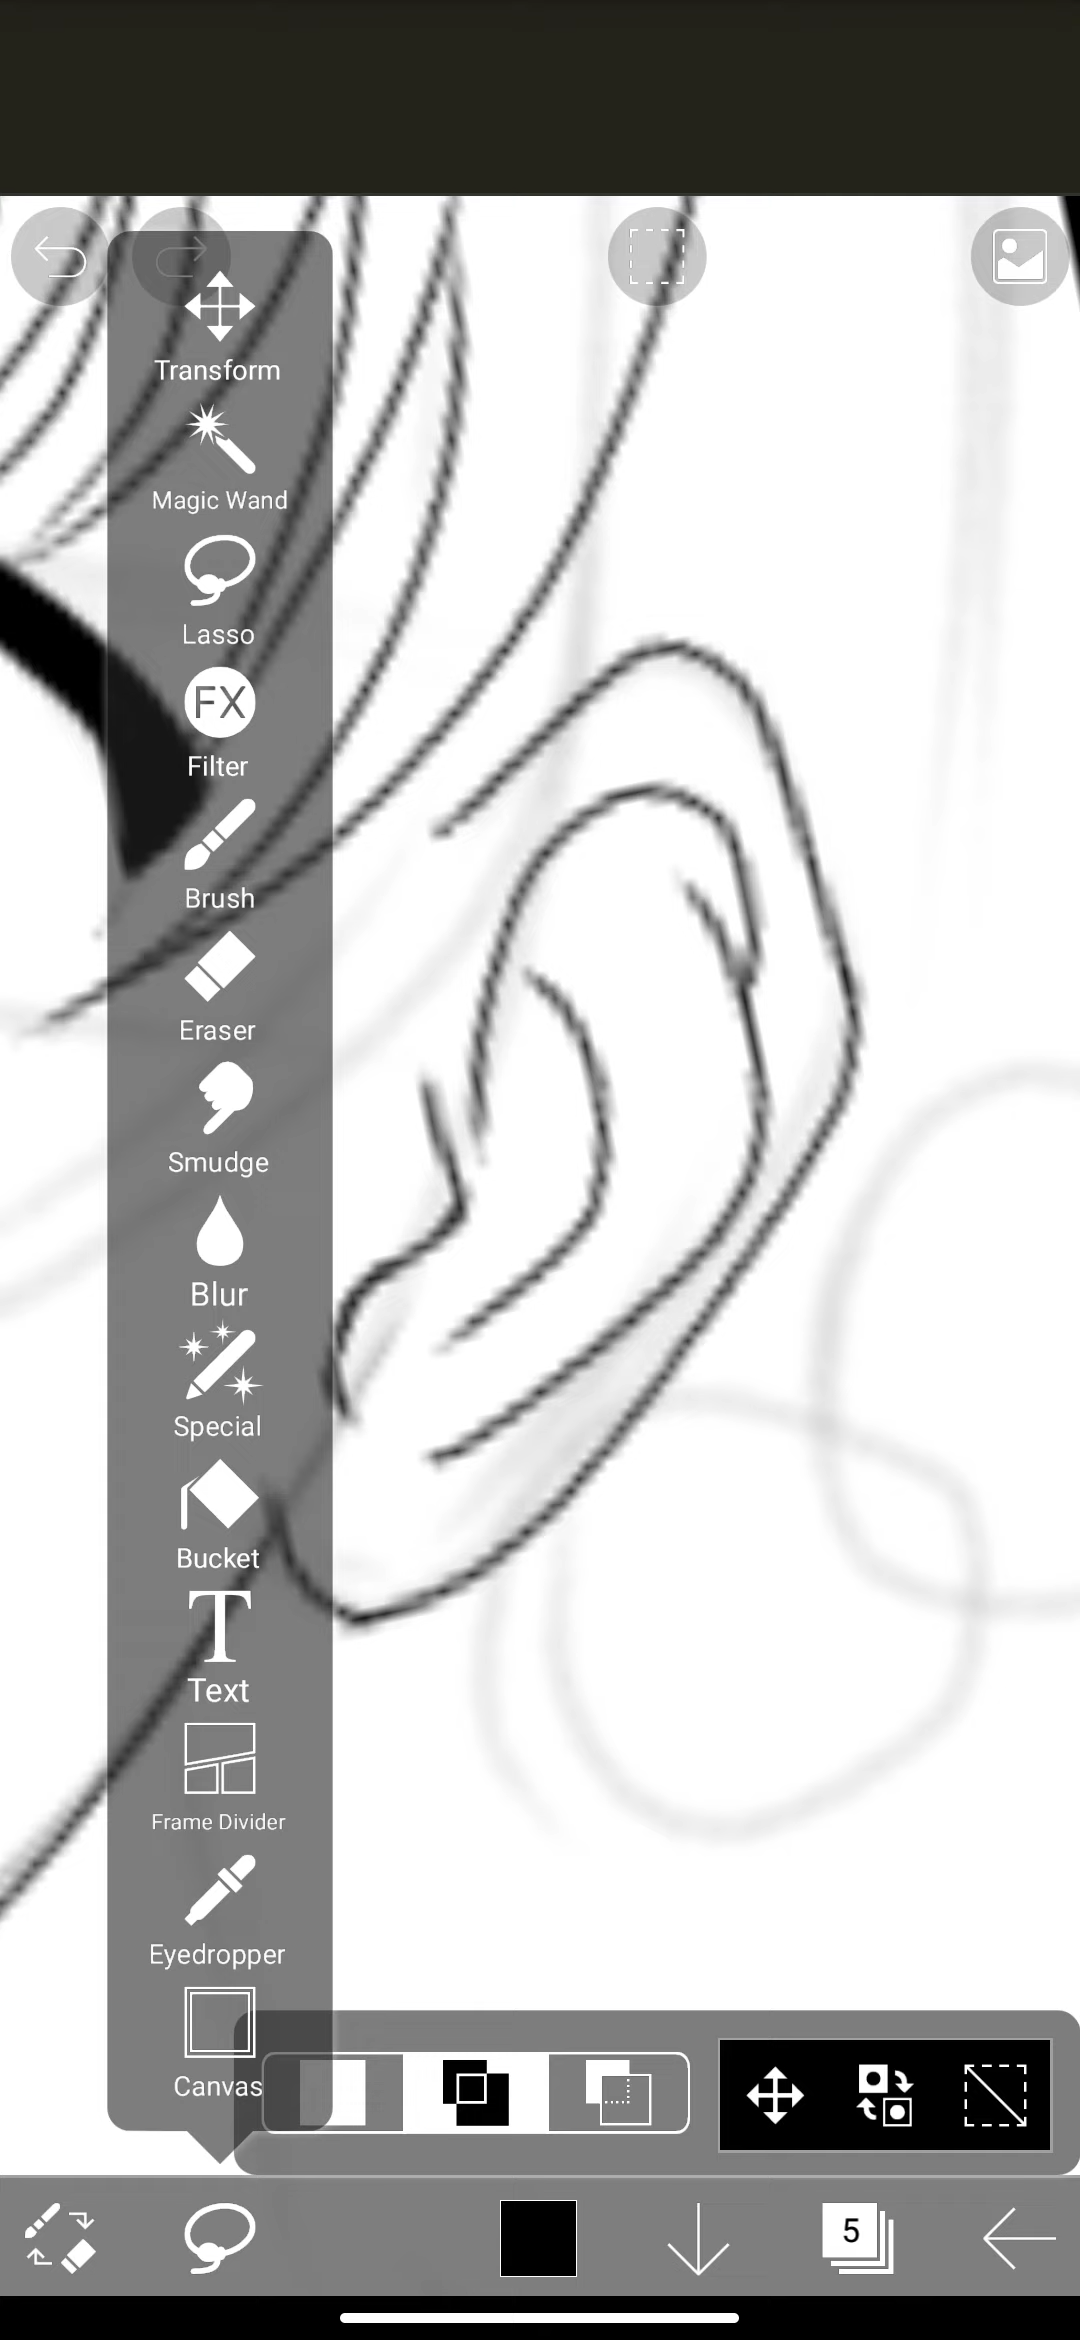 Transform
Magic Wand
Lasso
FX
Filter
Brush
Eraser
Smudge
Blur
Special
Bucket
T
Text
Frame Divider
Eyedropper
Canvas
5